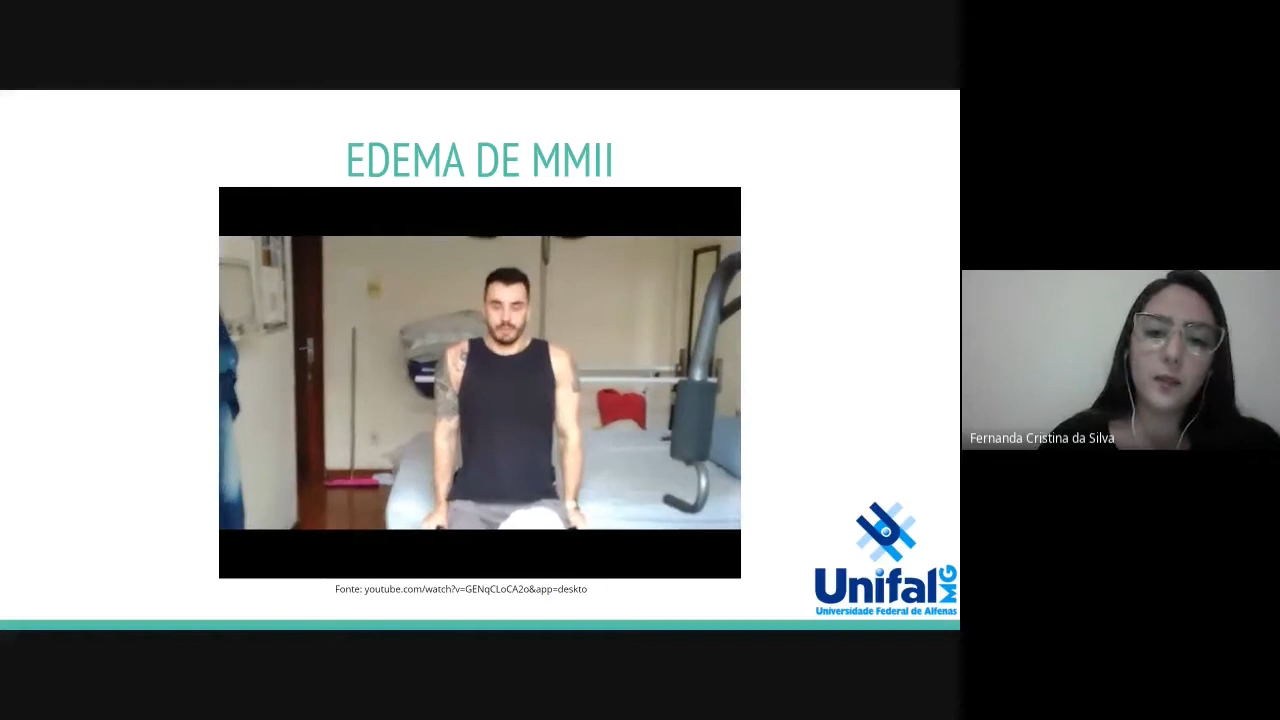 EDEMA DE MMII
Fernanda Cristina da Silva
Unifal MG
Universidade Federal de Alfenas
Fonte: youtube.com/watch?v=GENqCLoCA2o&app=deskto